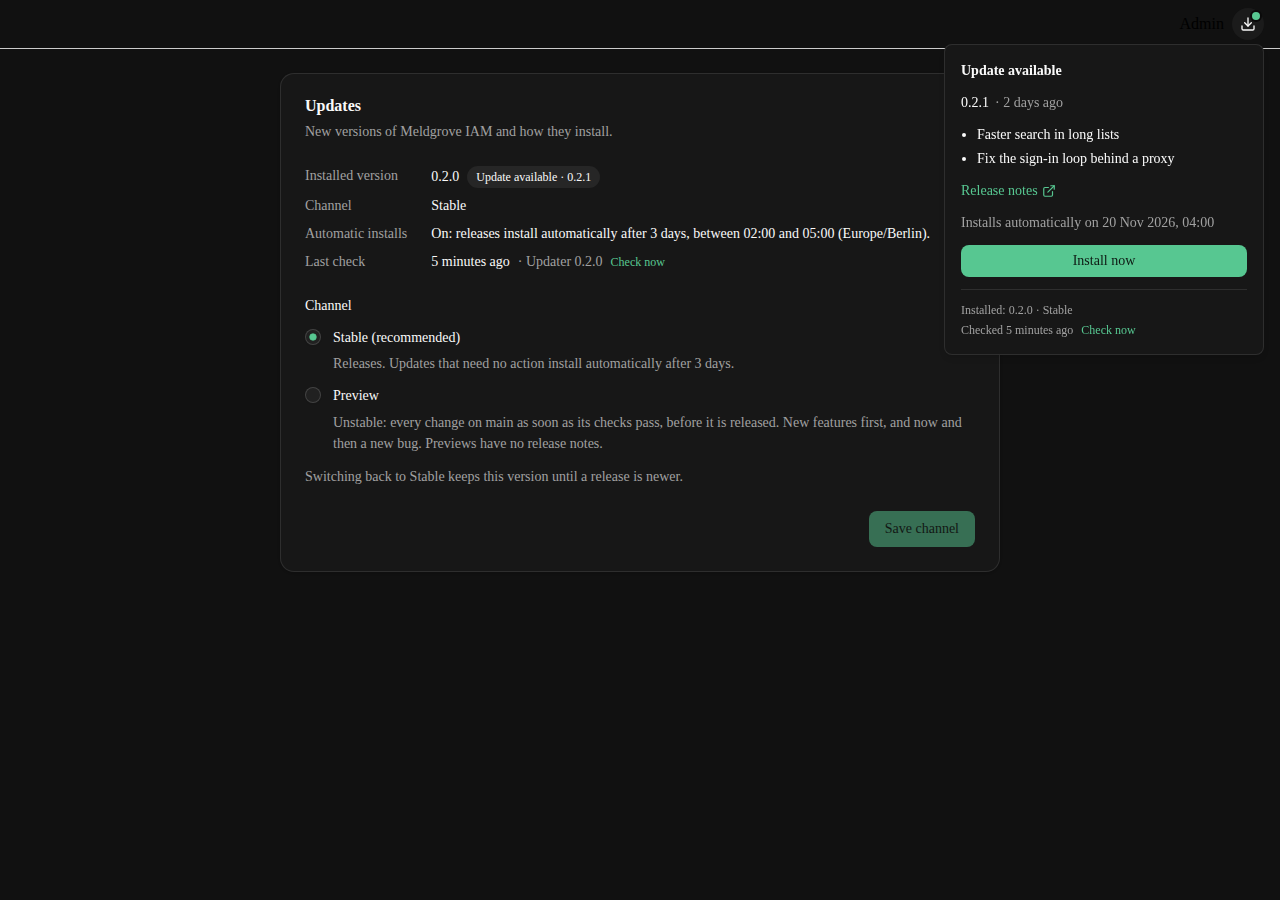 Admin
Update available
0.2.1 · 2 days ago
• Faster search in long lists
• Fix the sign-in loop behind a proxy
Release notes
Installs automatically on 20 Nov 2026, 04:00
Install now
Installed: 0.2.0 · Stable
Checked 5 minutes ago Check now
Updates
New versions of Meldgrove IAM and how they install.
Installed version 0.2.0 Update available · 0.2.1
Channel Stable
Automatic installs On: releases install automatically after 3 days, between 02:00 and 05:00 (Europe/Berlin).
Last check 5 minutes ago · Updater 0.2.0 Check now
Channel
Stable (recommended)
Releases. Updates that need no action install automatically after 3 days.
Preview
Unstable: every change on main as soon as its checks pass, before it is released. New features first, and now and
then a new bug. Previews have no release notes.
Switching back to Stable keeps this version until a release is newer.
Save channel